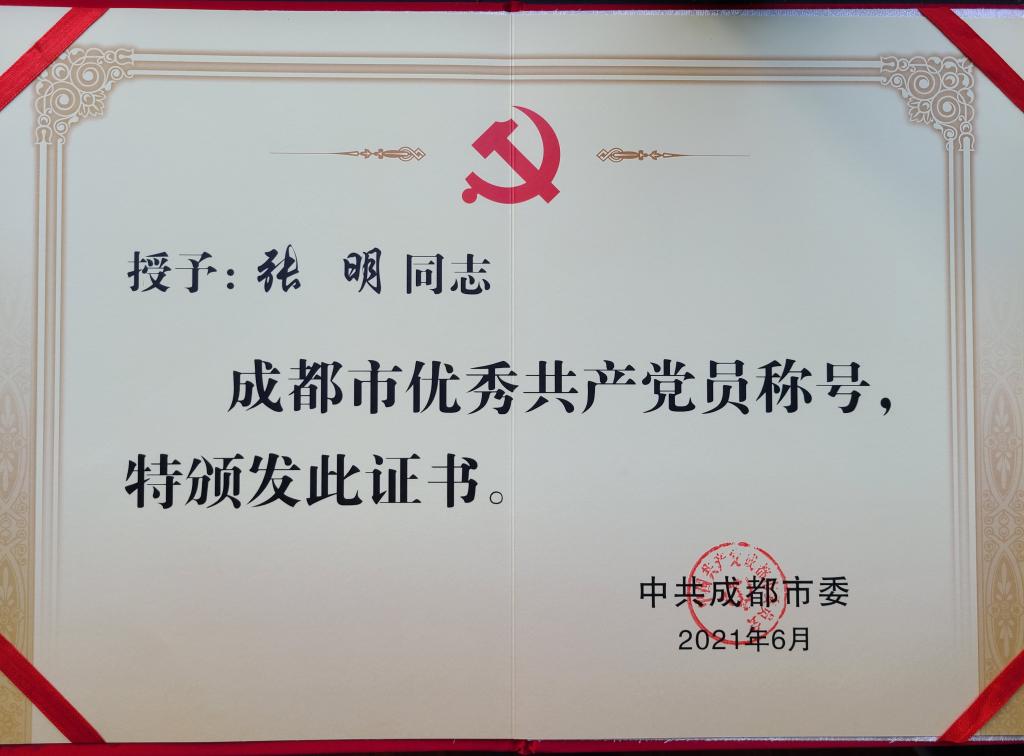 授予：张 明 同志
成都市优秀共产党员称号，
特颁发此证书。
中共成都市委
2021年6月